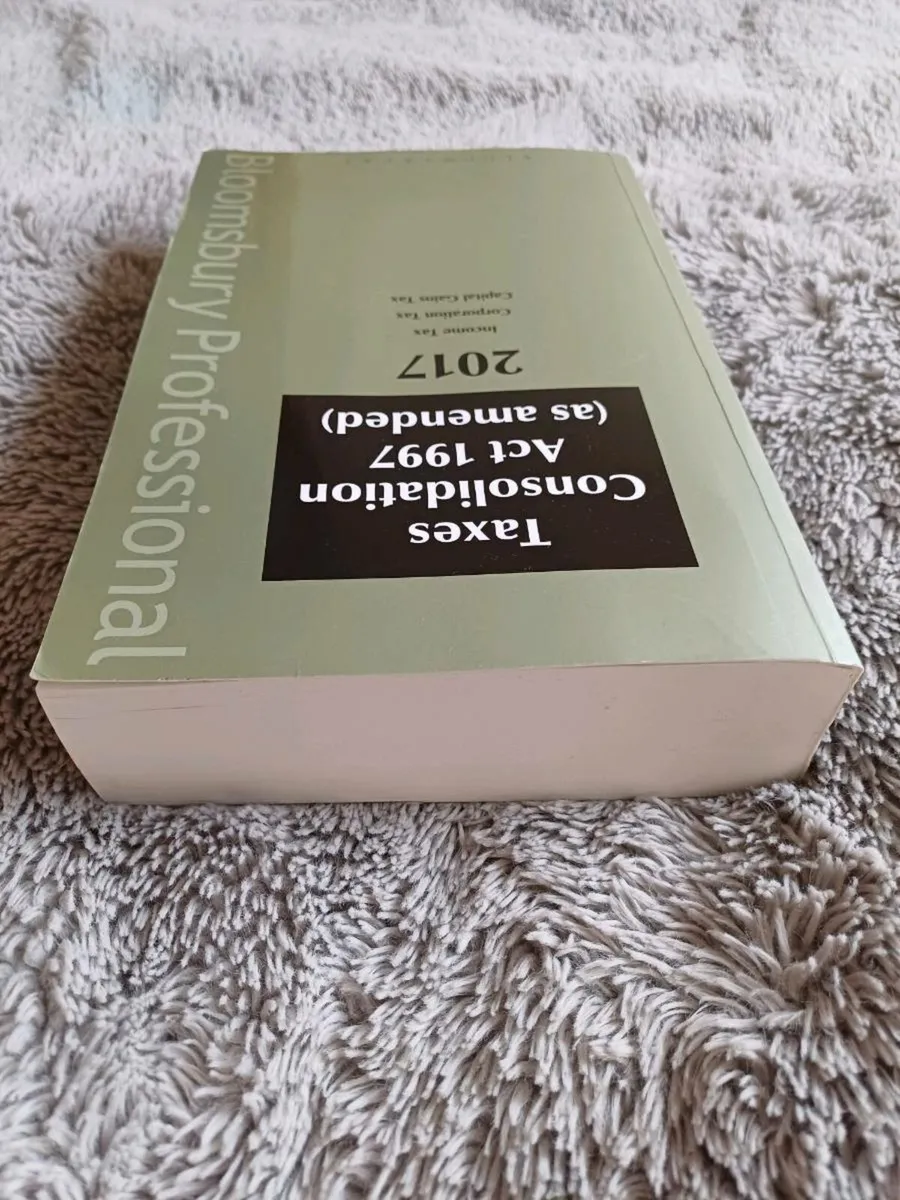 Taxes
Consolidation
Act 1997
(as amended)
2017
Income Tax
Corporation Tax
Capital Gains Tax
Bloomsbury Professional